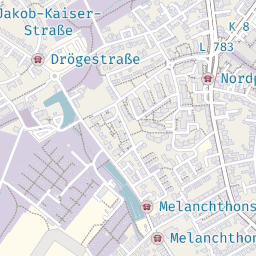 Jakob-Kaiser-
Straße
K 8
L 783
Drögestraße
Nordp
Melanchthons
Melanchthon